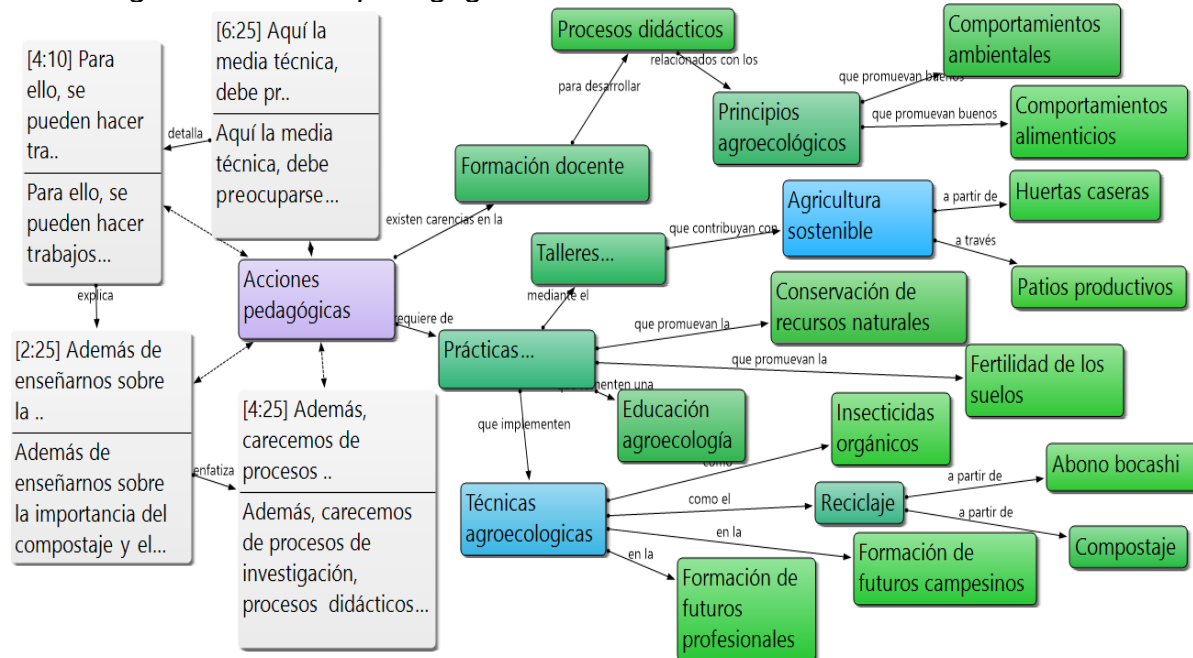 [4:10] Para
ello, se
pueden hacer
tra..
Para ello, se
pueden hacer
trabajos...
detalla
[6:25] Aquí la
media técnica,
debe pr..
Aquí la media
técnica, debe
preocuparse...
explica
[2:25] Además de
enseñarnos sobre
la ..
Además de
enseñarnos sobre
la importancia del
compostaje y el...
enfatiza
[4:25] Además,
carecemos de
procesos ..
Además, carecemos
de procesos de
investigación,
procesos didácticos...
Acciones
pedagógicas
existen carencias en la
Formación docente
para desarrollar
Procesos didácticos
relacionados con los
Principios
agroecológicos
que promuevan buenos
Comportamientos
ambientales
que promuevan buenos
Comportamientos
alimenticios
requiere de
Prácticas...
mediante el
Talleres...
que contribuyan con
Agricultura
sostenible
a partir de
Huertas caseras
a través
Patios productivos
que promuevan la
Conservación de
recursos naturales
que promuevan la
Fertilidad de los
suelos
una
Educación
agroecología
que implementen
Técnicas
agroecologicas
como
Insecticidas
orgánicos
como el
Reciclaje
a partir de
Abono bocashi
a partir de
Compostaje
en la
Formación de
futuros campesinos
en la
Formación de
futuros
profesionales